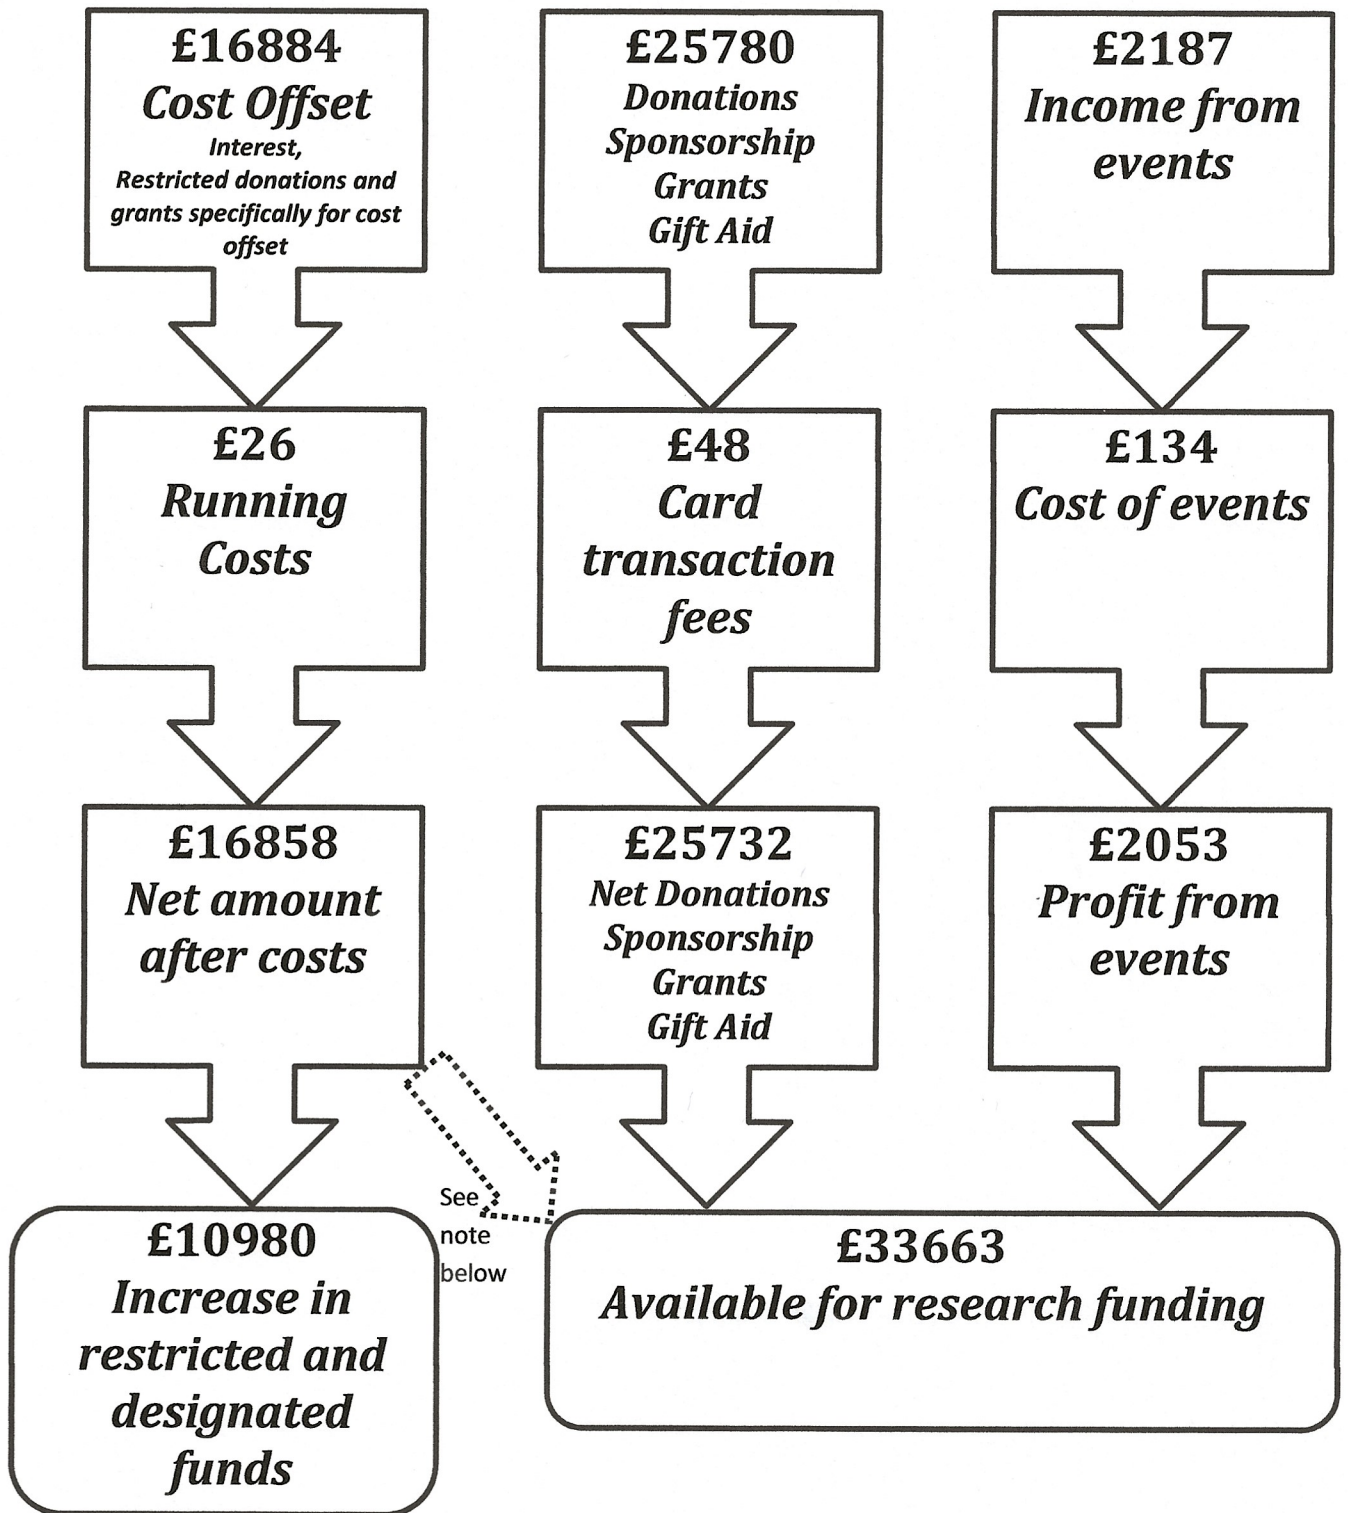 £16884
Cost Offset
Interest,
Restricted donations and
grants specifically for cost
offset
£25780
Donations
Sponsorship
Grants
Gift Aid
£2187
Income from
events
£26
Running
Costs
£48
Card
transaction
fees
£134
Cost of events
£16858
Net amount
after costs
£25732
Net Donations
Sponsorship
Grants
Gift Aid
£2053
Profit from
events
See
note
below
£10980
Increase in
restricted and
designated
funds
£33663
Available for research funding